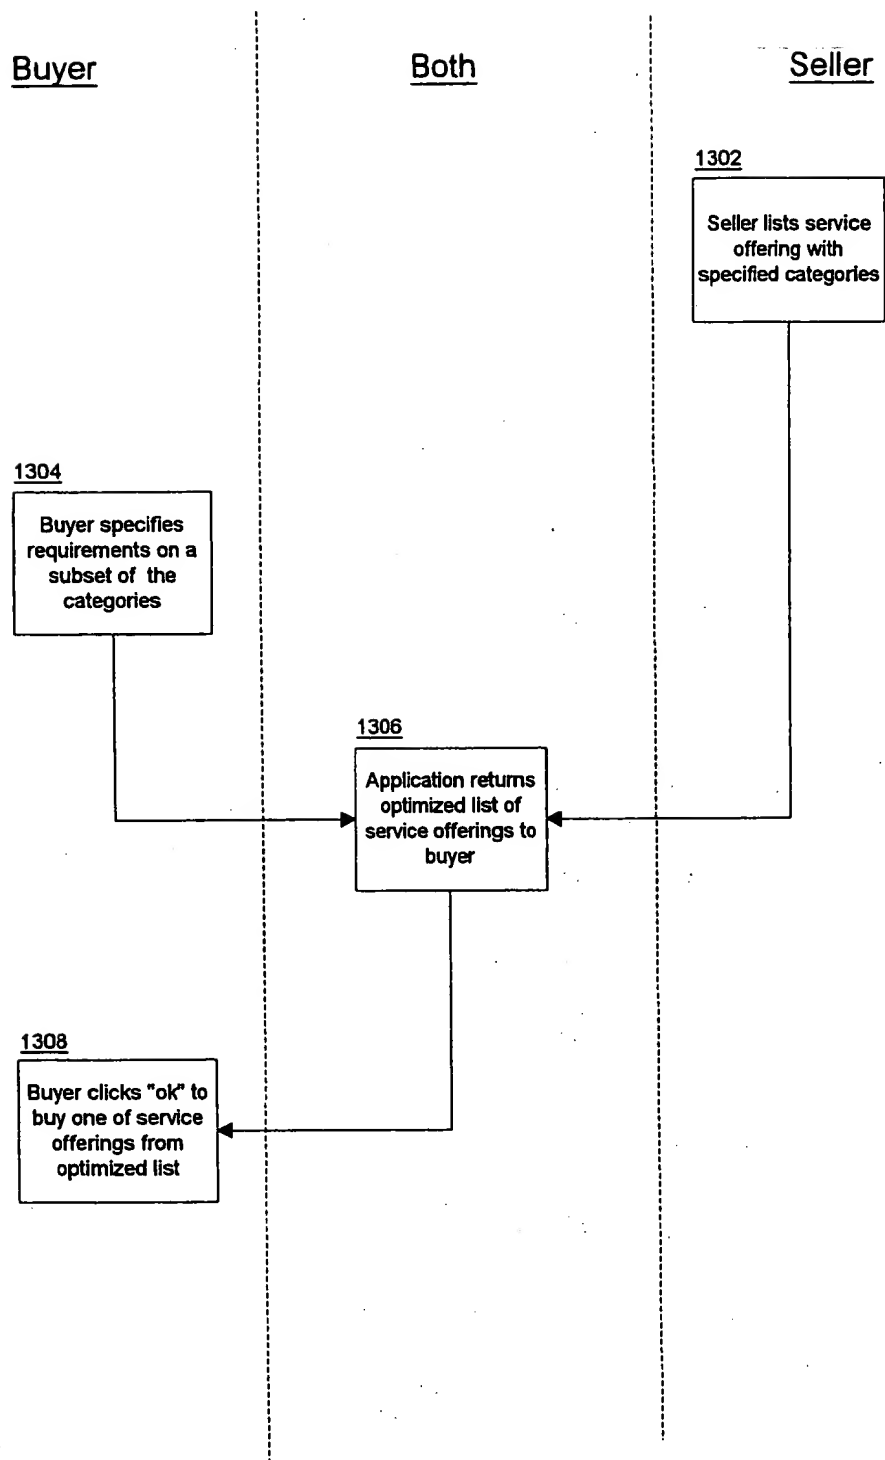 Buyer
Both
Seller
1302
Seller lists service
offering with
specified categories
1304
Buyer specifies
requirements on a
subset of the
categories
1306
Application returns
optimized list of
service offerings to
buyer
1308
Buyer clicks "ok" to
buy one of service
offerings from
optimized list